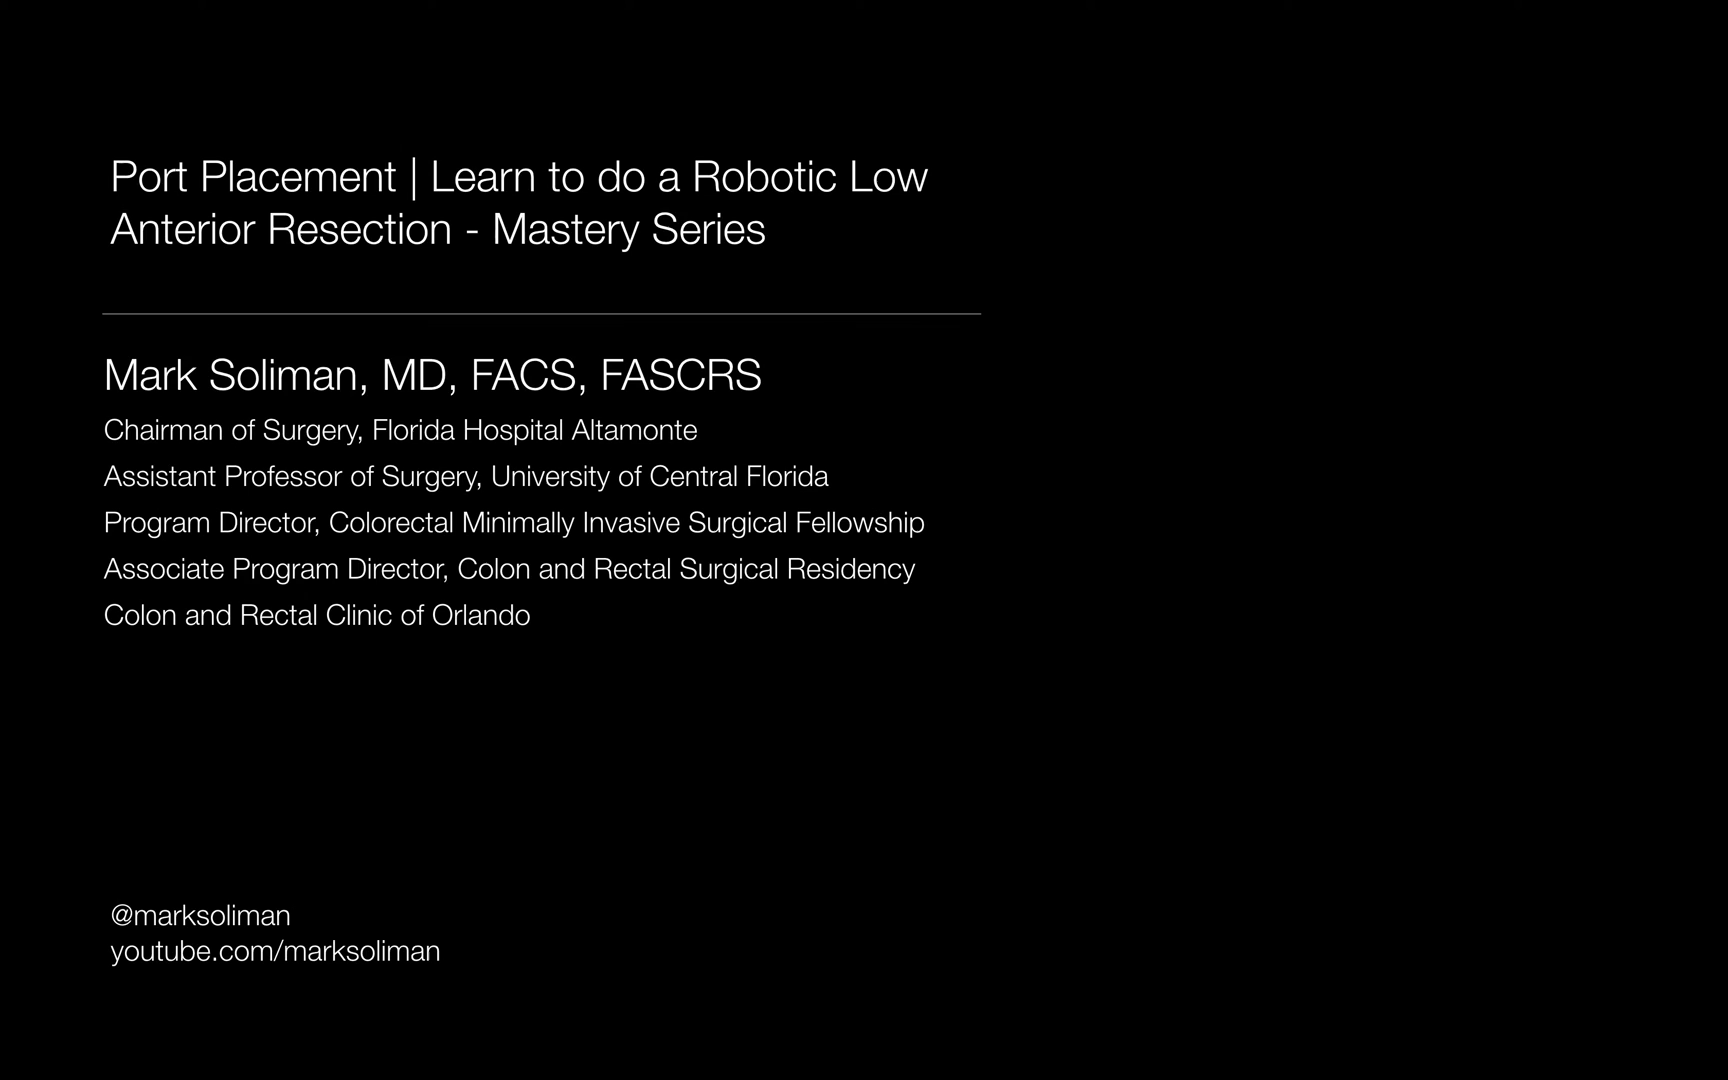 Port Placement | Learn to do a Robotic Low
Anterior Resection - Mastery Series
Mark Soliman, MD, FACS, FASCRS
Chairman of Surgery, Florida Hospital Altamonte
Assistant Professor of Surgery, University of Central Florida
Program Director, Colorectal Minimally Invasive Surgical Fellowship
Associate Program Director, Colon and Rectal Surgical Residency
Colon and Rectal Clinic of Orlando
@marksoliman
youtube.com/marksoliman